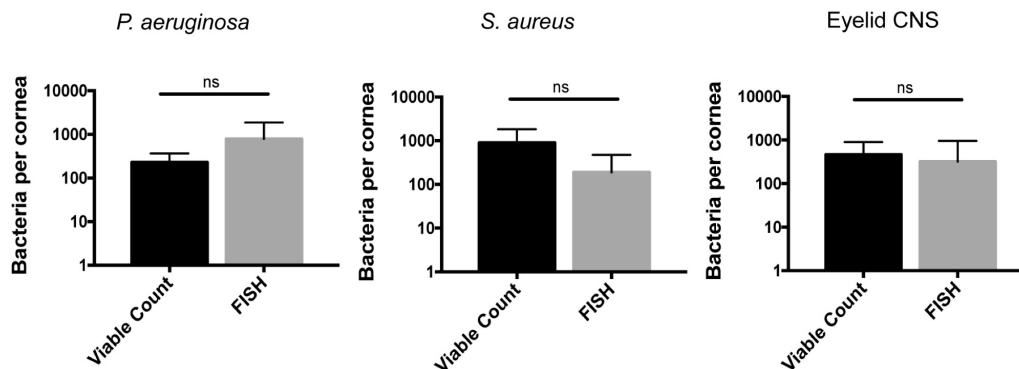 P. aeruginosa
Bacteria per cornea
10000
1000
100
10
1
ns
Viable Count
FISH
S. aureus
Bacteria per cornea
10000
1000
100
10
1
ns
Viable Count
FISH
Eyelid CNS
Bacteria per cornea
10000
1000
100
10
1
ns
Viable Count
FISH